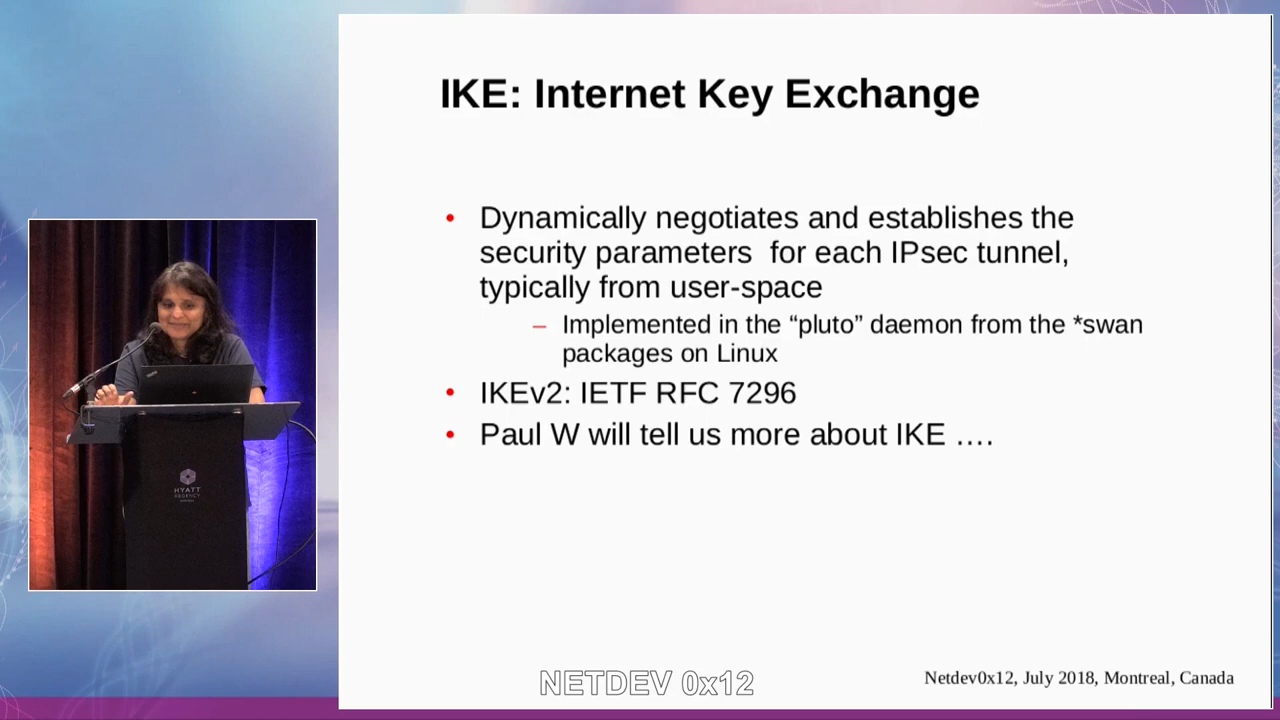 IKE: Internet Key Exchange
• Dynamically negotiates and establishes the
security parameters  for each IPsec tunnel,
typically from user-space
– Implemented in the “pluto” daemon from the *swan
packages on Linux
• IKEv2: IETF RFC 7296
• Paul W will tell us more about IKE ….
HYATT
REGENCY
NETDEV 0x12
Netdev0x12, July 2018, Montreal, Canada